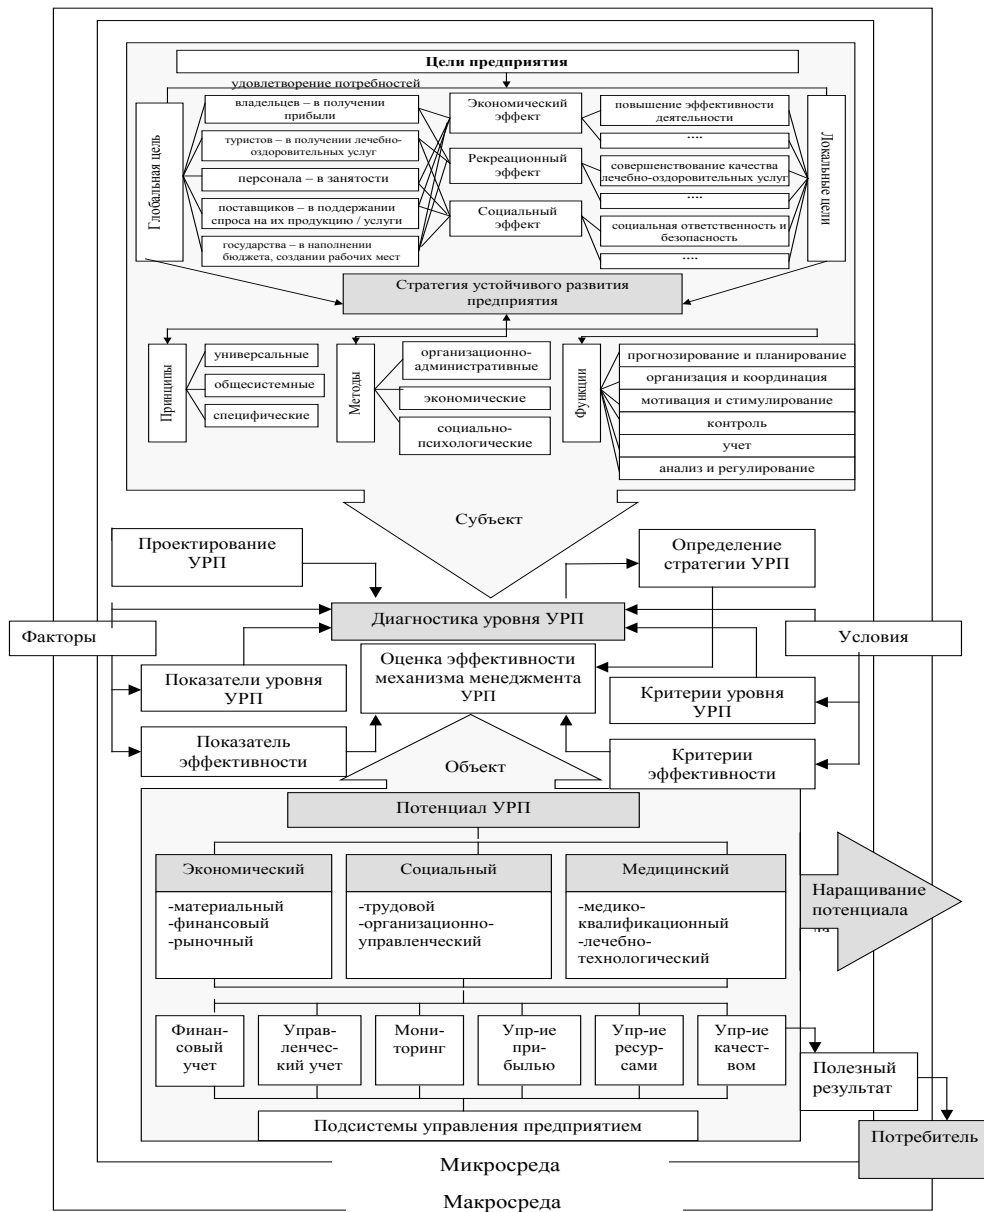 Цели предприятия
удовлетворение потребностей
Глобальная цель
владельцев – в получении
прибыли
туристов – в получении лечебно-
оздоровительных услуг
персонала – в занятости
поставщиков – в поддержании
спроса на их продукцию / услуги
государства – в наполнении
бюджета, создании рабочих мест
Экономический
эффект
Рекреационный
эффект
Социальный
эффект
повышение эффективности
деятельности
....
совершенствование качества
лечебно-оздоровительных услуг
....
социальная ответственность и
безопасность
....
Локальные цели
Стратегия устойчивого развития
предприятия
Принципы
универсальные
общесистемные
специфические
Методы
организационно-
административные
экономические
социально-
психологические
Функции
прогнозирование и планирование
организация и координация
мотивация и стимулирование
контроль
учет
анализ и регулирование
Субъект
Проектирование
УРП
Определение
стратегии УРП
Диагностика уровня УРП
Факторы
Условия
Оценка эффективности
механизма менеджмента
УРП
Показатели уровня
УРП
Критерии уровня
УРП
Показатель
эффективности
Критерии
эффективности
Объект
Потенциал УРП
Экономический
-материальный
-финансовый
-рыночный
Социальный
-трудовой
-организационно-
управленческий
Медицинский
-медико-
квалификационный
-лечебно-
технологический
Наращивание
потенциала
Финан-
совый
учет
Управ-
ленчес-
кий учет
Мони-
торинг
Упр-ие
при-
былью
Упр-ие
ресур-
сами
Упр-ие
качест-
вом
Полезный
результат
Подсистемы управления предприятием
Потребитель
Микросреда
Макросреда